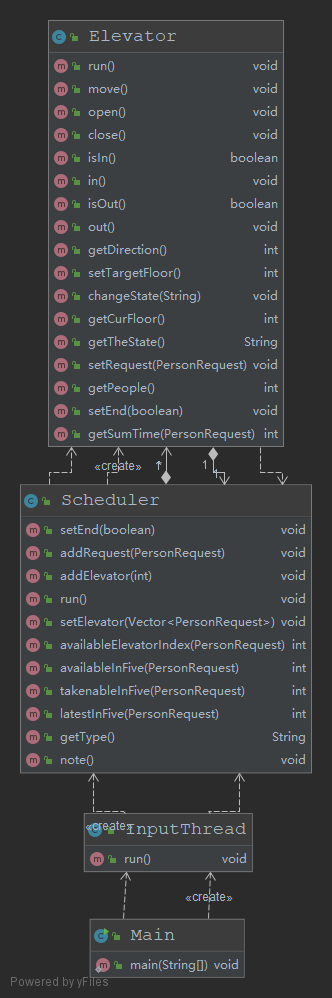 Elevator
run() void
move() void
open() void
close() void
isIn() boolean
in() void
isOut() boolean
out() void
getDirection() int
setTargetFloor() int
changeState(String) void
getCurFloor() int
getTheState() String
setRequest(PersonRequest) void
getPeople() int
setEnd(boolean) void
getSumTime(PersonRequest) int
«create» * 1 1
Scheduler
setEnd(boolean) void
addRequest(PersonRequest) void
addElevator(int) void
run() void
setElevator(Vector<PersonRequest>) void
availableElevatorIndex(PersonRequest) int
availableInFive(PersonRequest) int
takenableInFive(PersonRequest) int
latestInFive(PersonRequest) int
getType() String
note() void
«create» InputThread
run() void
«create»
Main
main(String[]) void
Powered by yFiles